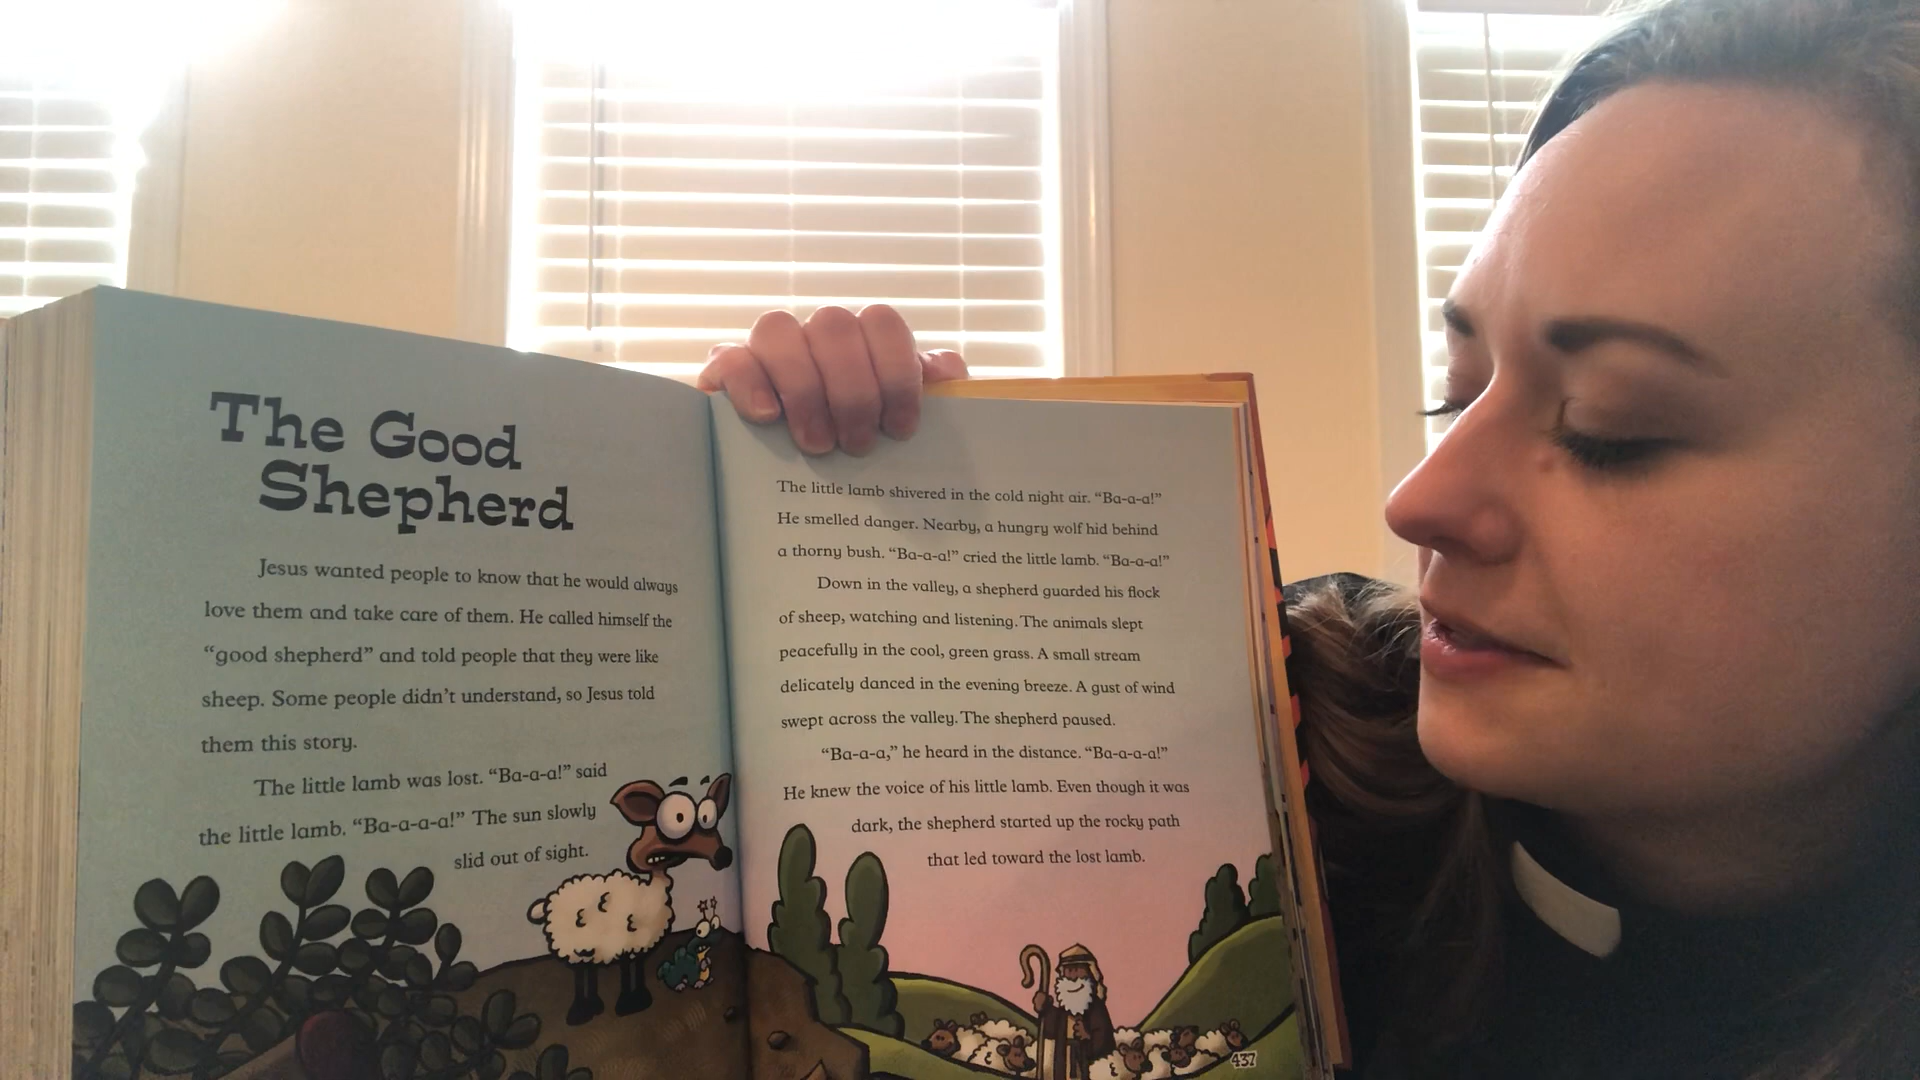 The Good
Shepherd
Jesus wanted people to know that he would always
love them and take care of them. He called himself the
“good shepherd” and told people that they were like
sheep. Some people didn’t understand, so Jesus told
them this story.
The little lamb was lost. “Ba-a-a!” said
the little lamb. “Ba-a-a-a!” The sun slowly
slid out of sight.
The little lamb shivered in the cold night air. “Ba-a-a!”
He smelled danger. Nearby, a hungry wolf hid behind
a thorny bush. “Ba-a-a!” cried the little lamb. “Ba-a-a!”
Down in the valley, a shepherd guarded his flock
of sheep, watching and listening. The animals slept
peacefully in the cool, green grass. A small stream
delicately danced in the evening breeze. A gust of wind
swept across the valley. The shepherd paused.
“Ba-a-a,” he heard in the distance. “Ba-a-a-a!”
He knew the voice of his little lamb. Even though it was
dark, the shepherd started up the rocky path
that led toward the lost lamb.
437